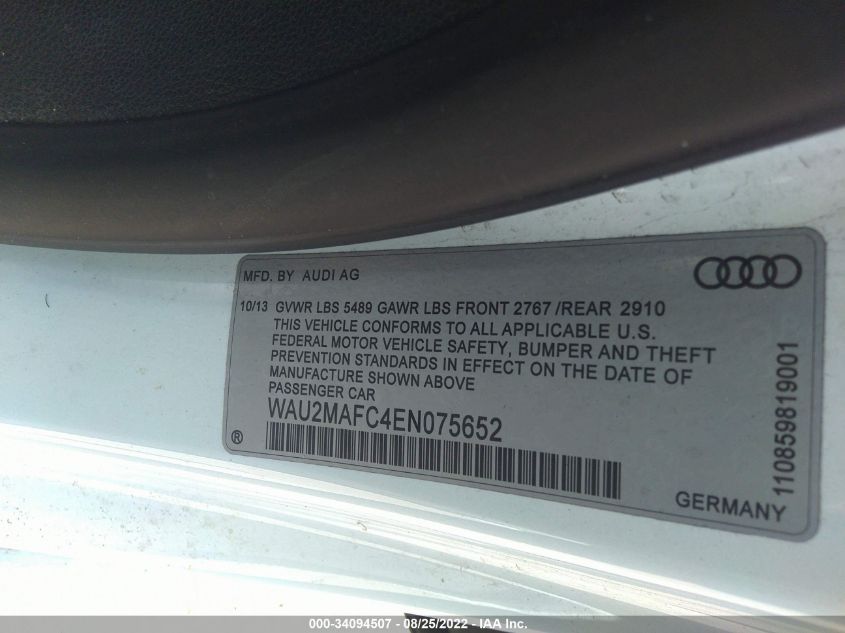 MFD. BY AUDI AG
10/13 GVWR LBS 5489 GAWR LBS FRONT 2767 /REAR 2910
THIS VEHICLE CONFORMS TO ALL APPLICABLE U.S.
FEDERAL MOTOR VEHICLE SAFETY, BUMPER AND THEFT
PREVENTION STANDARDS IN EFFECT ON THE DATE OF
MANUFACTURE SHOWN ABOVE
PASSENGER CAR
WAU2MAFC4EN075652
®
GERMANY
110859819001
000-34094507 - 08/25/2022 - IAA Inc.